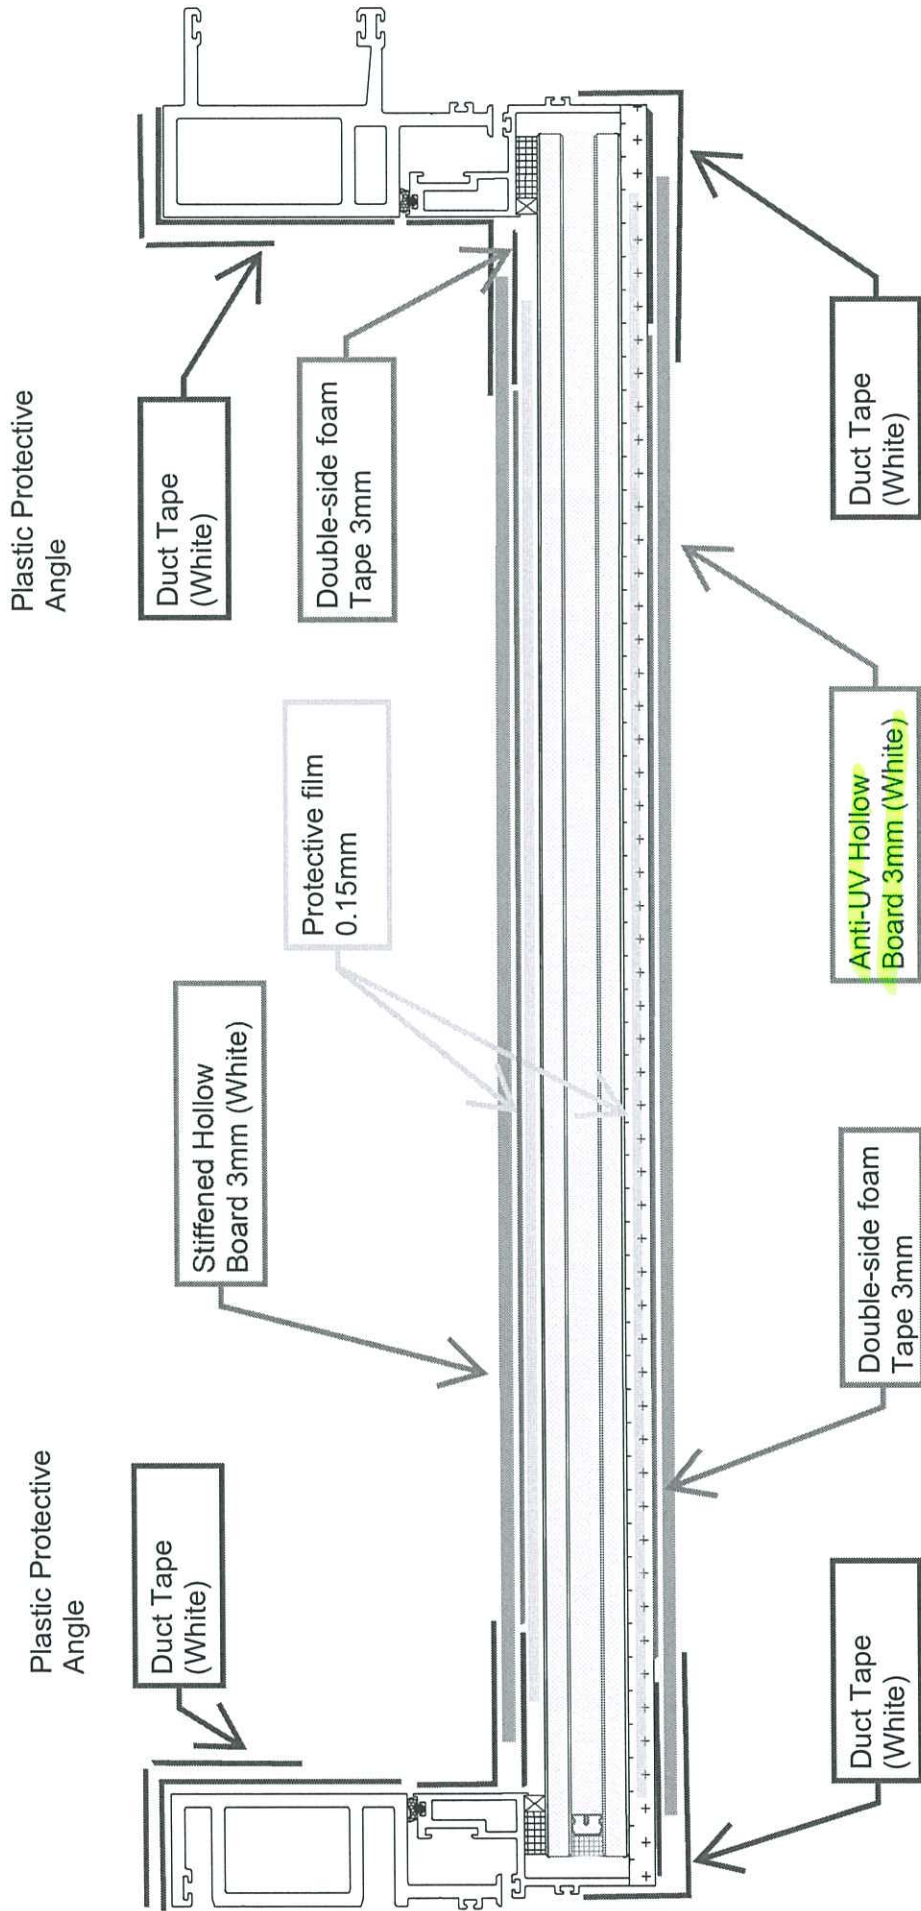 Plastic Protective
Angle
Plastic Protective
Angle
Duct Tape
(White)
Stiffened Hollow
Board 3mm (White)
Protective film
0.15mm
Duct Tape
(White)
Double-side foam
Tape 3mm
Duct Tape
(White)
Double-side foam
Tape 3mm
Anti-UV Hollow
Board 3mm (White)
Duct Tape
(White)